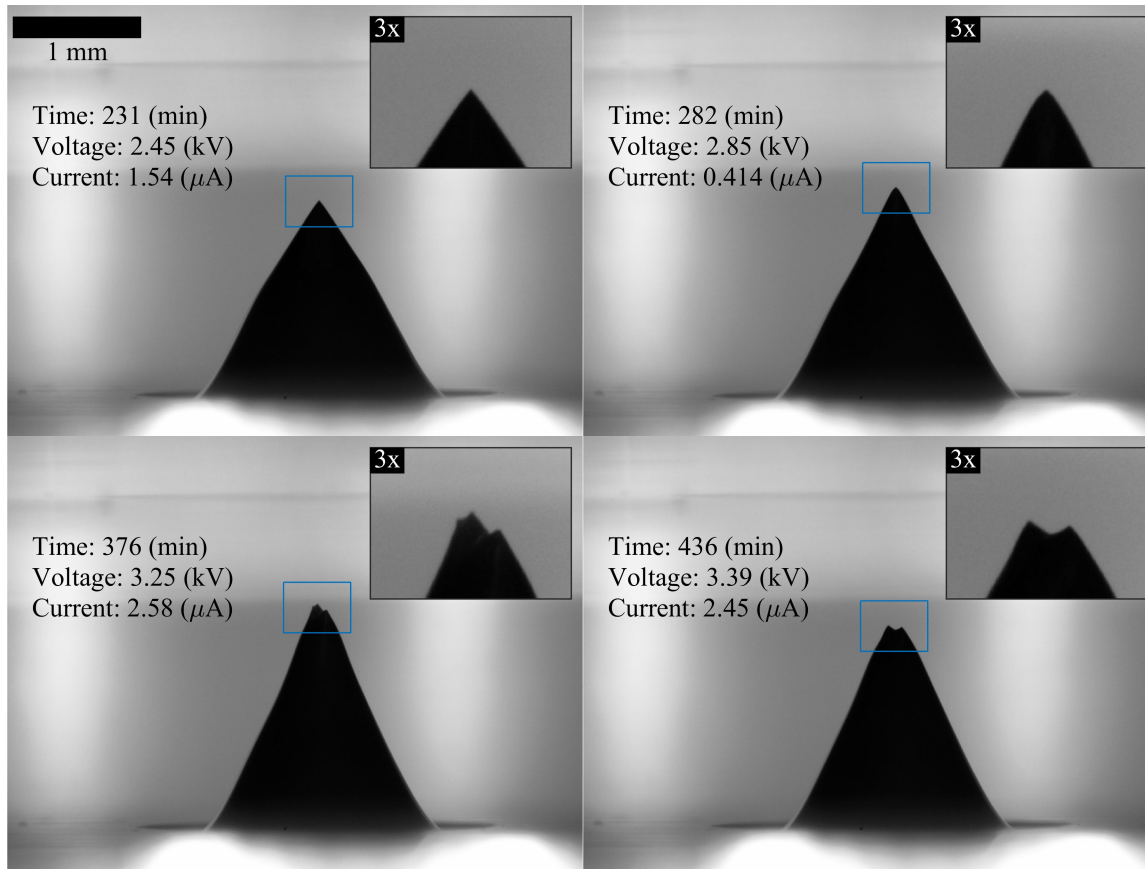 1 mm
3x
Time: 231 (min)
Voltage: 2.45 (kV)
Current: 1.54 (μA)
3x
Time: 282 (min)
Voltage: 2.85 (kV)
Current: 0.414 (μA)
3x
Time: 376 (min)
Voltage: 3.25 (kV)
Current: 2.58 (μA)
3x
Time: 436 (min)
Voltage: 3.39 (kV)
Current: 2.45 (μA)